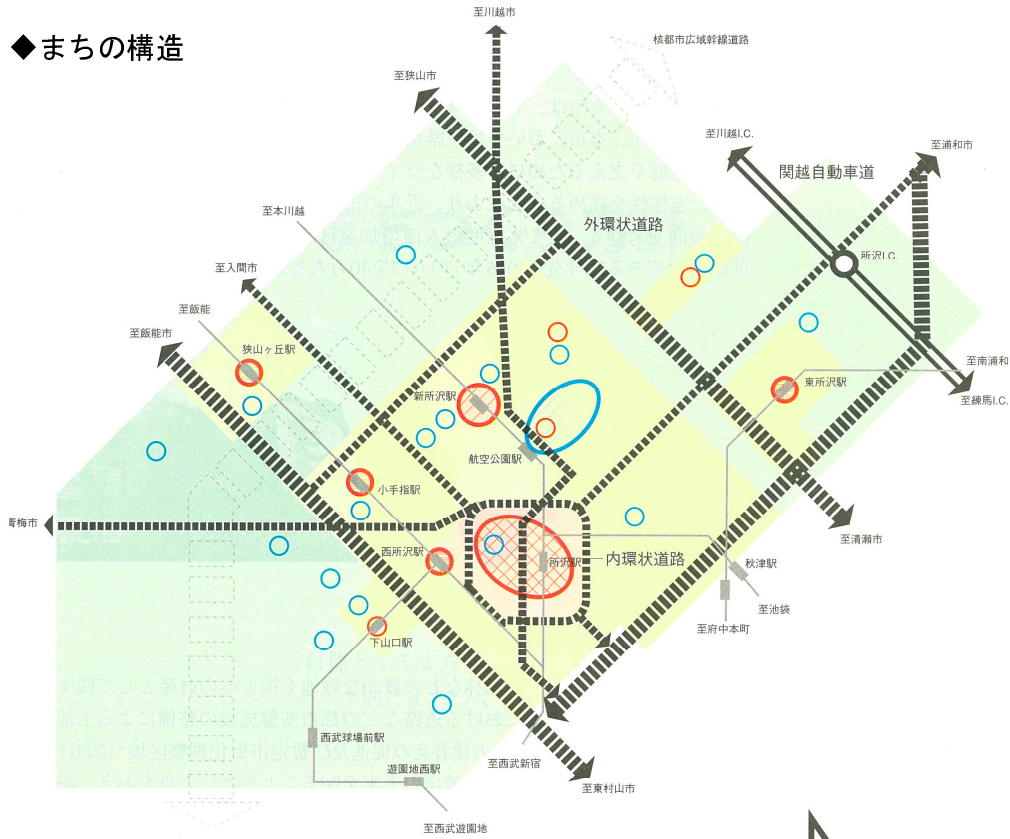 至川越市
◆まちの構造
核都市広域幹線道路
至狭山市
至川越I.C.
至浦和市
関越自動車道
至本川越
外環状道路
所沢I.C.
至入間市
至飯能
至飯能市
狭山ヶ丘駅
至南浦和
東所沢駅
新所沢駅
至練馬I.C.
航空公園駅
小手指駅
青梅市
至清瀬市
西所沢駅
所沢駅
内環状道路
秋津駅
至池袋
至府中本町
下山口駅
西武球場前駅
至西武新宿
遊園地西駅
至東村山市
至西武遊園地